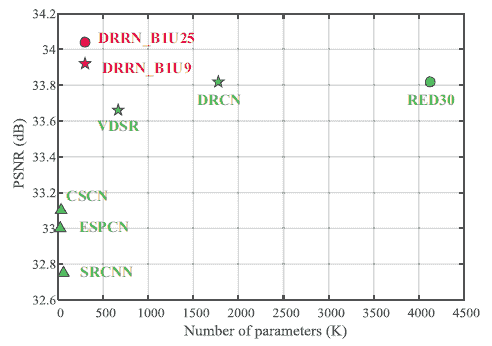 34.2
34
DRRN_B1U25
DRRN_B1U9
33.8
DRCN
RED30
33.6
VDSR
33.4
33.2
CSCN
33
ESPCN
32.8
SRCNN
32.6
0 500 1000 1500 2000 2500 3000 3500 4000 4500
Number of parameters (K)
PSNR (dB)